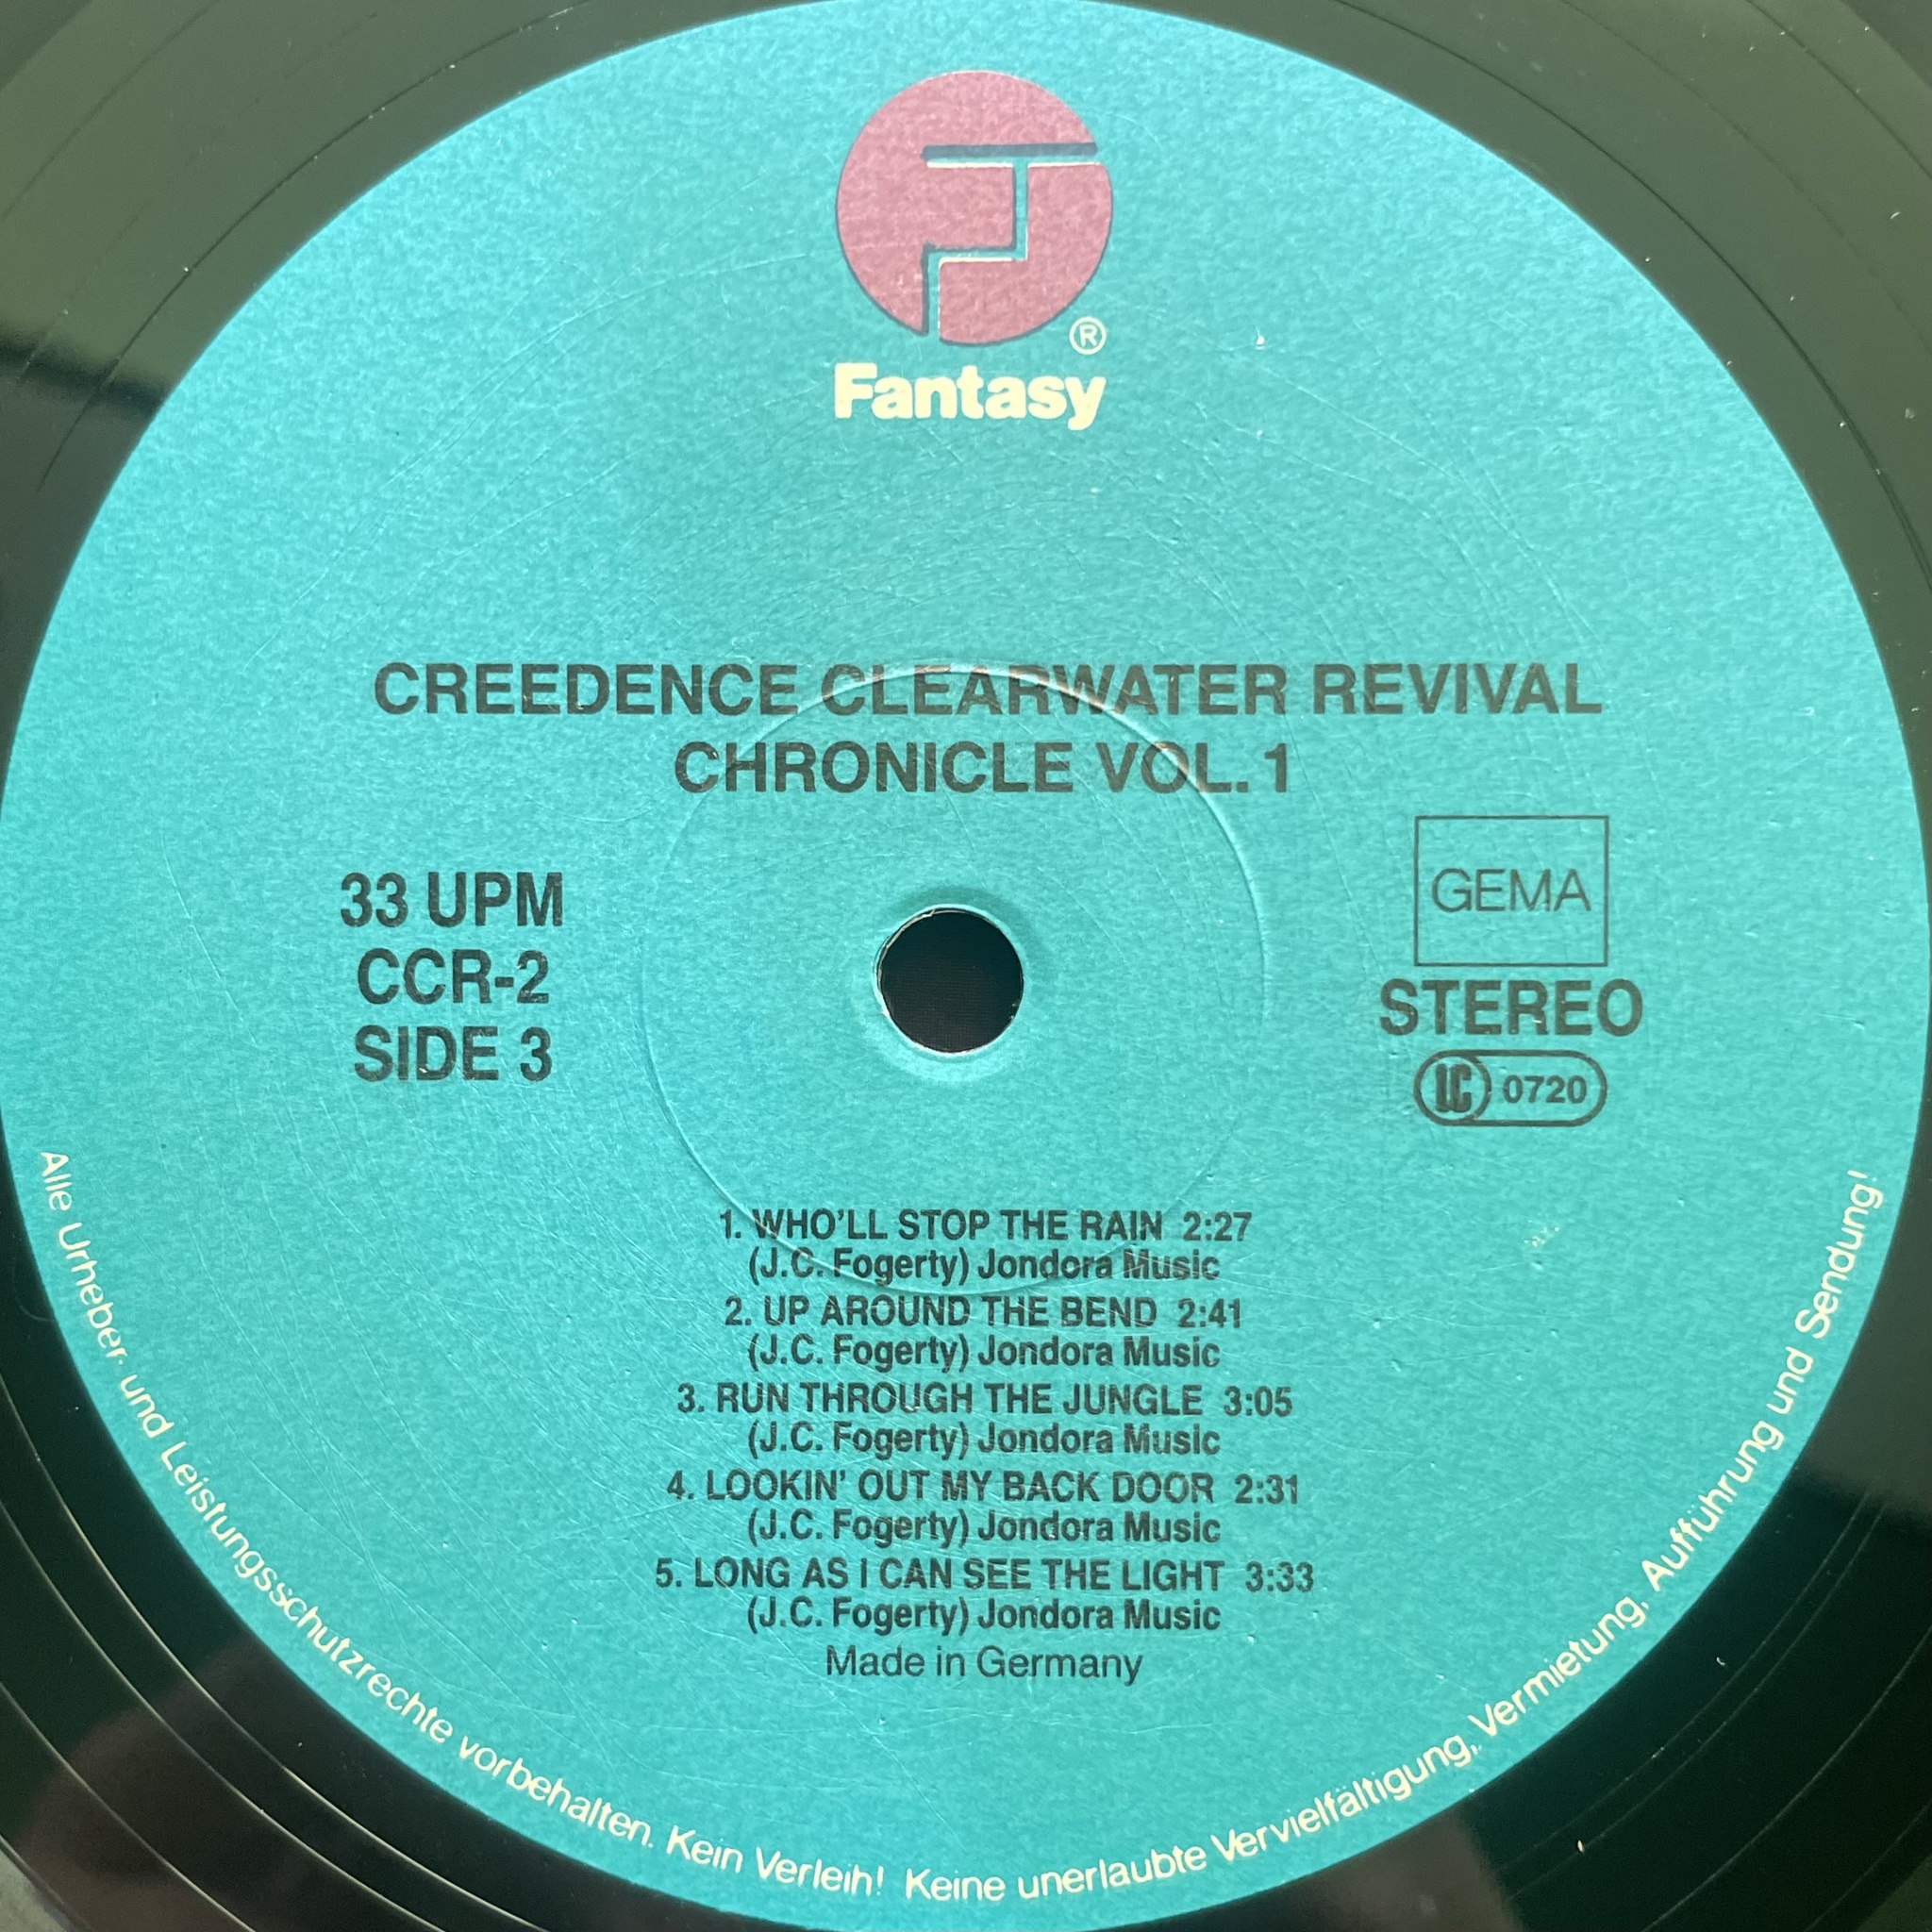 ®
Fantasy
CREEDENCE CLEARWATER REVIVAL
CHRONICLE VOL. 1
33 UPM
CCR-2
SIDE 3
GEMA
STEREO
LC 0720
1. WHO'LL STOP THE RAIN 2:27
(J.C. Fogerty) Jondora Music
2. UP AROUND THE BEND 2:41
(J.C. Fogerty) Jondora Music
3. RUN THROUGH THE JUNGLE 3:05
(J.C. Fogerty) Jondora Music
4. LOOKIN' OUT MY BACK DOOR 2:31
(J.C. Fogerty) Jondora Music
5. LONG AS I CAN SEE THE LIGHT 3:33
(J.C. Fogerty) Jondora Music
Made in Germany
Alle Urheber- und Leistungsschutzrechte vorbehalten. Kein Verleih! Keine unerlaubte Vervielfältigung, Vermietung, Aufführung und Sendung!